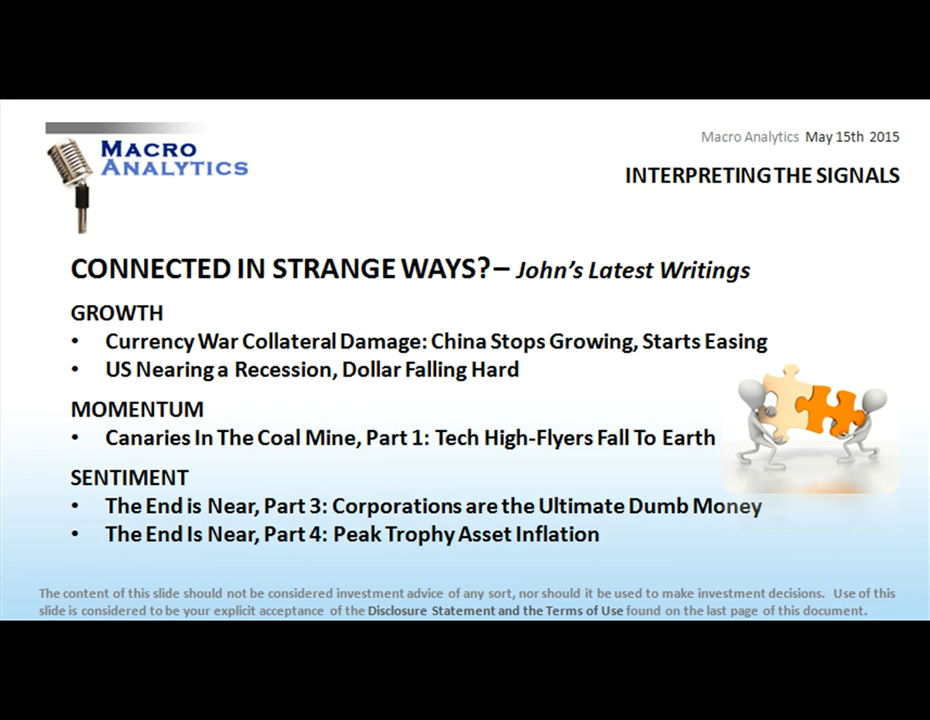 MACRO
ANALYTICS
Macro Analytics May 15th 2015
INTERPRETING THE SIGNALS
CONNECTED IN STRANGE WAYS? – John's Latest Writings
GROWTH
• Currency War Collateral Damage: China Stops Growing, Starts Easing
• US Nearing a Recession, Dollar Falling Hard
MOMENTUM
• Canaries In The Coal Mine, Part 1: Tech High-Flyers Fall To Earth
SENTIMENT
• The End is Near, Part 3: Corporations are the Ultimate Dumb Money
• The End Is Near, Part 4: Peak Trophy Asset Inflation
The content of this slide should not be considered investment advice of any sort, nor should it be used to make investment decisions. Use of this
slide is considered to be your explicit acceptance of the Disclosure Statement and the Terms of Use found on the last page of this document.